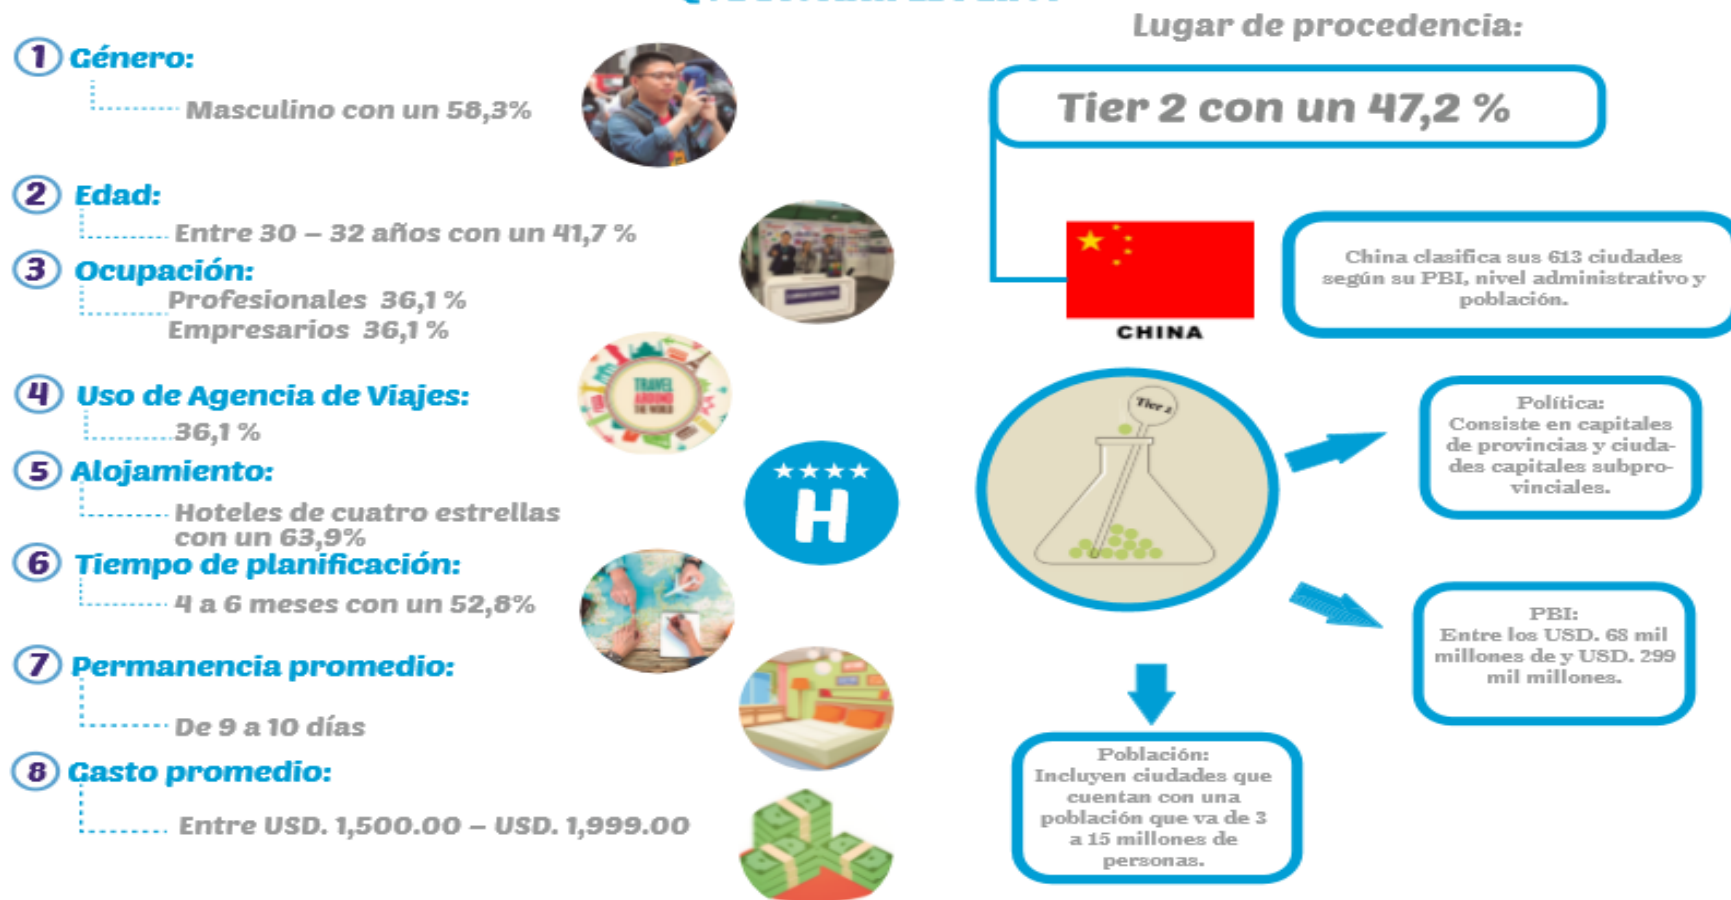 Lugar de procedencia:
1 Género:
Masculino con un 58,3%
2 Edad:
Entre 30 – 32 años con un 41,7 %
3 Ocupación:
Profesionales 36,1 %
Empresarios 36,1 %
4 Uso de Agencia de Viajes:
36,1 %
5 Alojamiento:
Hoteles de cuatro estrellas
con un 63,9%
6 Tiempo de planificación:
4 a 6 meses con un 52,8%
7 Permanencia promedio:
De 9 a 10 días
8 Gasto promedio:
Entre USD. 1,500.00 – USD. 1,999.00
TRAVEL
AROUND
THE WORLD
H
Tier 2 con un 47,2 %
CHINA
China clasifica sus 613 ciudades
según su PBI, nivel administrativo y
población.
Tier 2
Política:
Consiste en capitales
de provincias y ciuda-
des capitales subpro-
vinciales.
PBI:
Entre los USD. 68 mil
millones de y USD. 299
mil millones.
Población:
Incluyen ciudades que
cuentan con una
población que va de 3
a 15 millones de
personas.